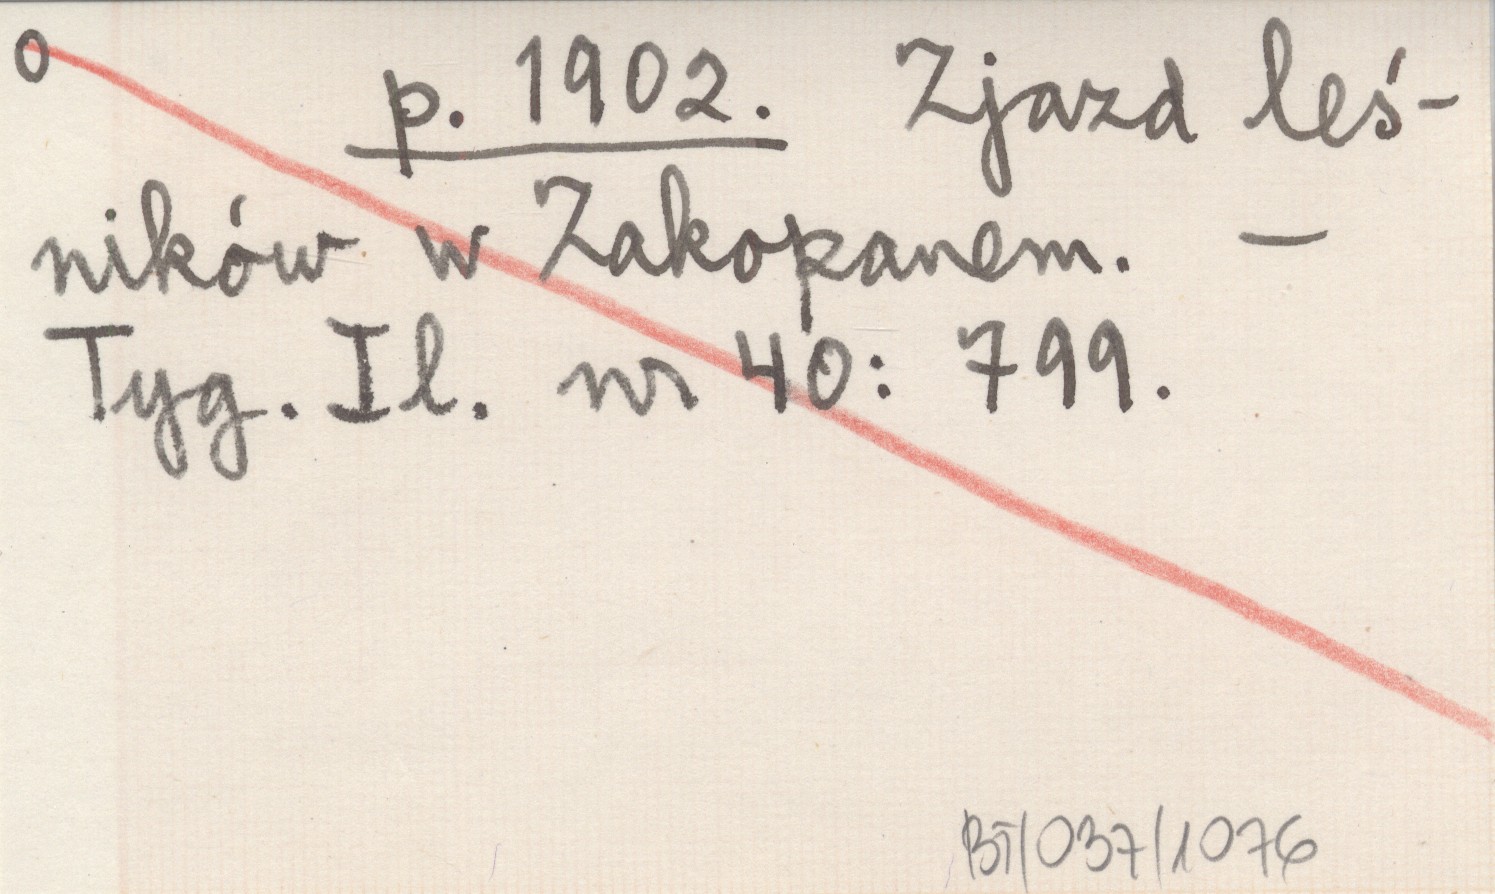 0
p. 1902. Zjazd leś-
ników w Zakopanem. —
Tyg. Il. nr 40: 799.
BT/037/1076